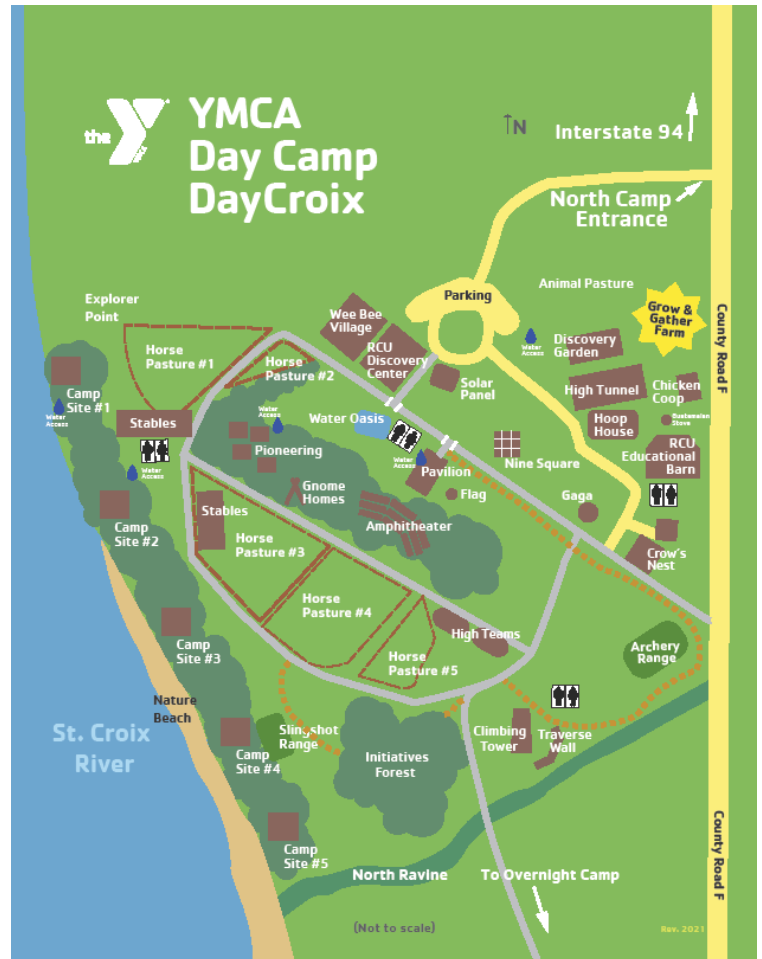 the
YMCA
Day Camp
DayCroix
N
Interstate 94
North Camp
Entrance
County Road F
Animal Pasture
Parking
Grow &
Gather
Farm
Explorer
Point
Wee Bee
Village
Water
Access
Discovery
Garden
Horse
Pasture #1
RCU
Discovery
Center
Horse
Pasture #2
Solar
Panel
High Tunnel
Chicken
Coop
Camp
Site #1
Water
Access
Stables
Water
Access
Water Oasis
Hoop
House
RCU
Educational
Barn
Pioneering
Water
Access
Pavilion
Nine Square
Water
Access
Gnome
Homes
Flag
Gaga
Camp
Site #2
Stables
Amphitheater
Horse
Pasture #3
Crow's
Nest
Horse
Pasture #4
High Teams
Camp
Site #3
Horse
Pasture #5
Archery
Range
Nature
Beach
St. Croix
River
Slingshot
Range
Climbing
Tower
Traverse
Wall
Camp
Site #4
Initiatives
Forest
Camp
Site #5
North Ravine
To Overnight Camp
County Road F
(Not to scale)
Rev. 2021